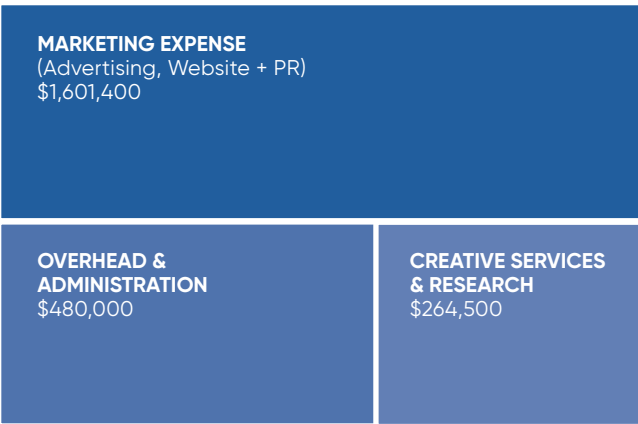 MARKETING EXPENSE
(Advertising, Website + PR)
$1,601,400
OVERHEAD &
ADMINISTRATION
$480,000
CREATIVE SERVICES
& RESEARCH
$264,500